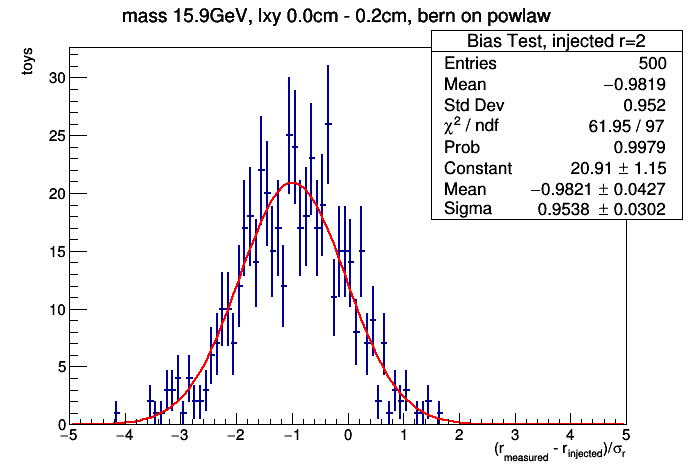 mass 15.9GeV, lxy 0.0cm - 0.2cm, bern on powlaw
toys
Bias Test, injected r=2
Entries 500
Mean −0.9819
Std Dev 0.952
χ² / ndf 61.95 / 97
Prob 0.9979
Constant 20.91 ± 1.15
Mean −0.9821 ± 0.0427
Sigma 0.9538 ± 0.0302
30
25
20
15
10
5
0
−5 −4 −3 −2 −1 0 1 2 3 4 5
(r_measured - r_injected)/σ_r